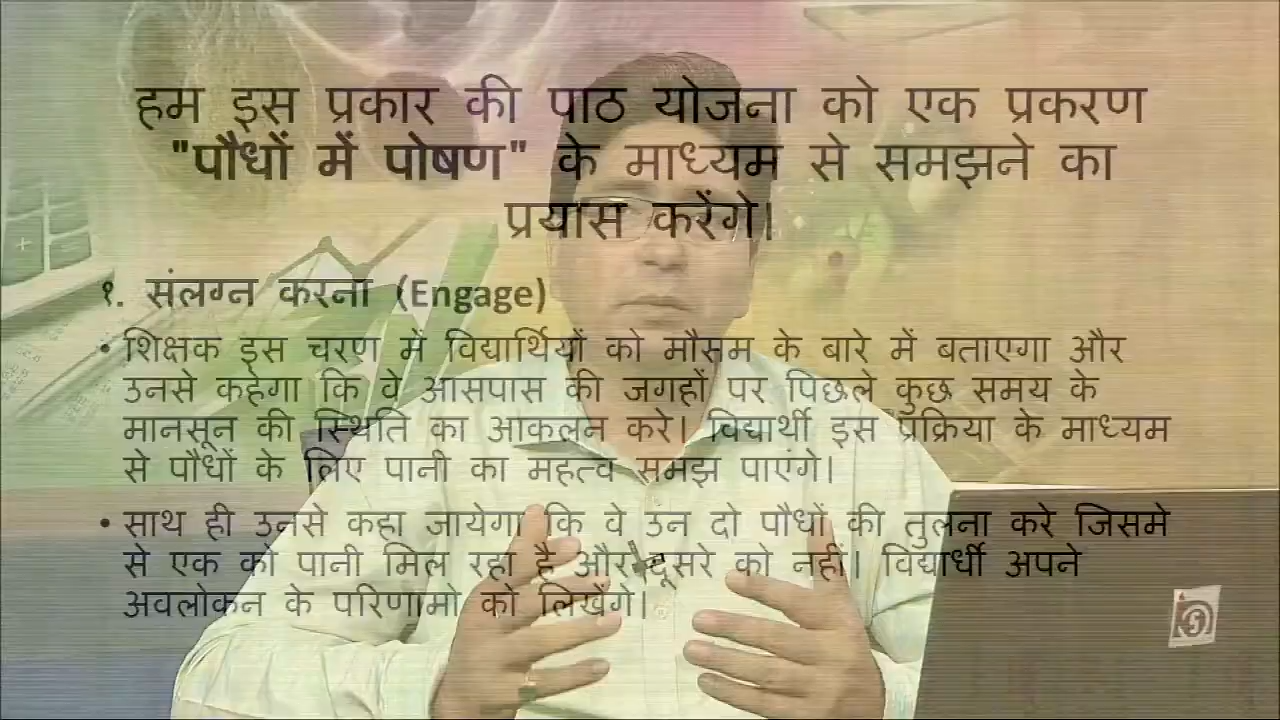 हम इस प्रकार की पाठ योजना को एक प्रकरण
"पौधों में पोषण" के माध्यम से समझने का
प्रयास करेंगे।
१. संलग्न करना (Engage)
• शिक्षक इस चरण में विद्यार्थियों को मौसम के बारे में बताएगा और
उनसे कहेगा कि वे आसपास की जगहों पर पिछले कुछ समय के
मानसून की स्थिति का आकलन करे। विद्यार्थी इस प्रक्रिया के माध्यम
से पौधों के लिए पानी का महत्व समझ पाएंगे।
• साथ ही उनसे कहा जायेगा कि वे उन दो पौधों की तुलना करे जिसमे
से एक को पानी मिल रहा है और दूसरे को नहीं। विद्यार्धी अपने
अवलोकन के परिणामो को लिखेंगे।